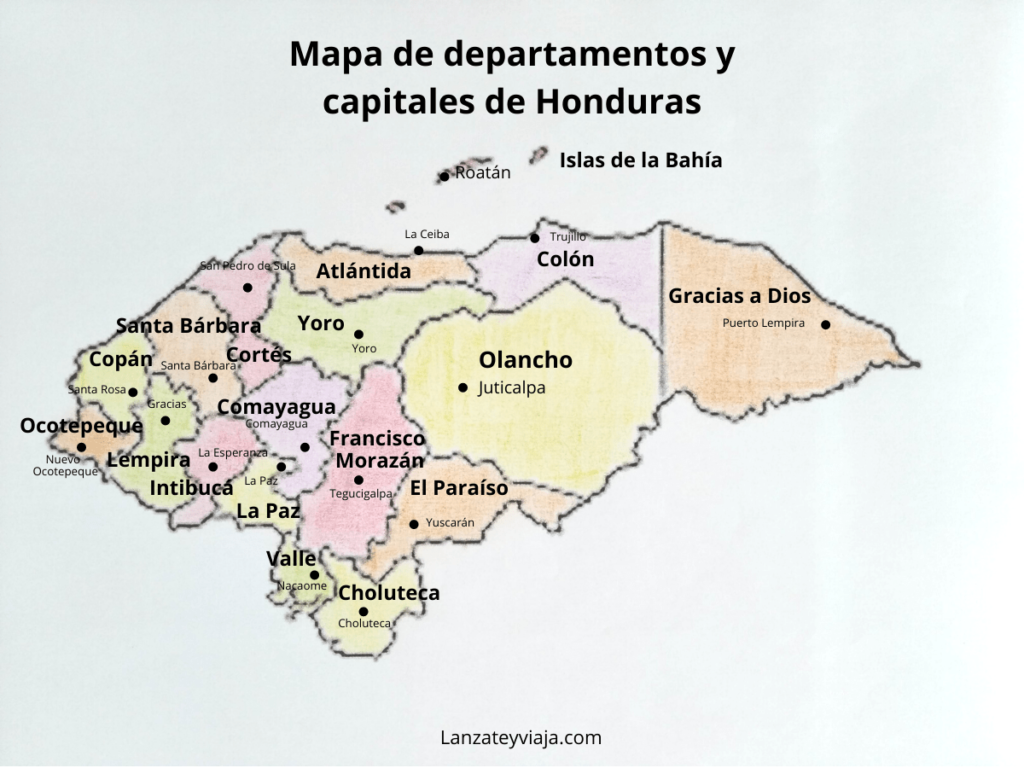 Mapa de departamentos y
capitales de Honduras
Islas de la Bahía
Roatán
La Ceiba
Trujillo
Colón
San Pedro de Sula
Atlántida
Gracias a Dios
Puerto Lempira
Santa Bárbara
Yoro
Yoro
Copán
Cortés
Santa Bárbara
Olancho
Juticalpa
Santa Rosa
Gracias
Comayagua
Comayagua
Ocotepeque
Nuevo
Ocotepeque
Francisco
Morazán
Lempira
La Esperanza
La Paz
Intibucá
Tegucigalpa
El Paraíso
La Paz
Yuscarán
Valle
Nacaome
Choluteca
Choluteca
Lanzateyviaja.com